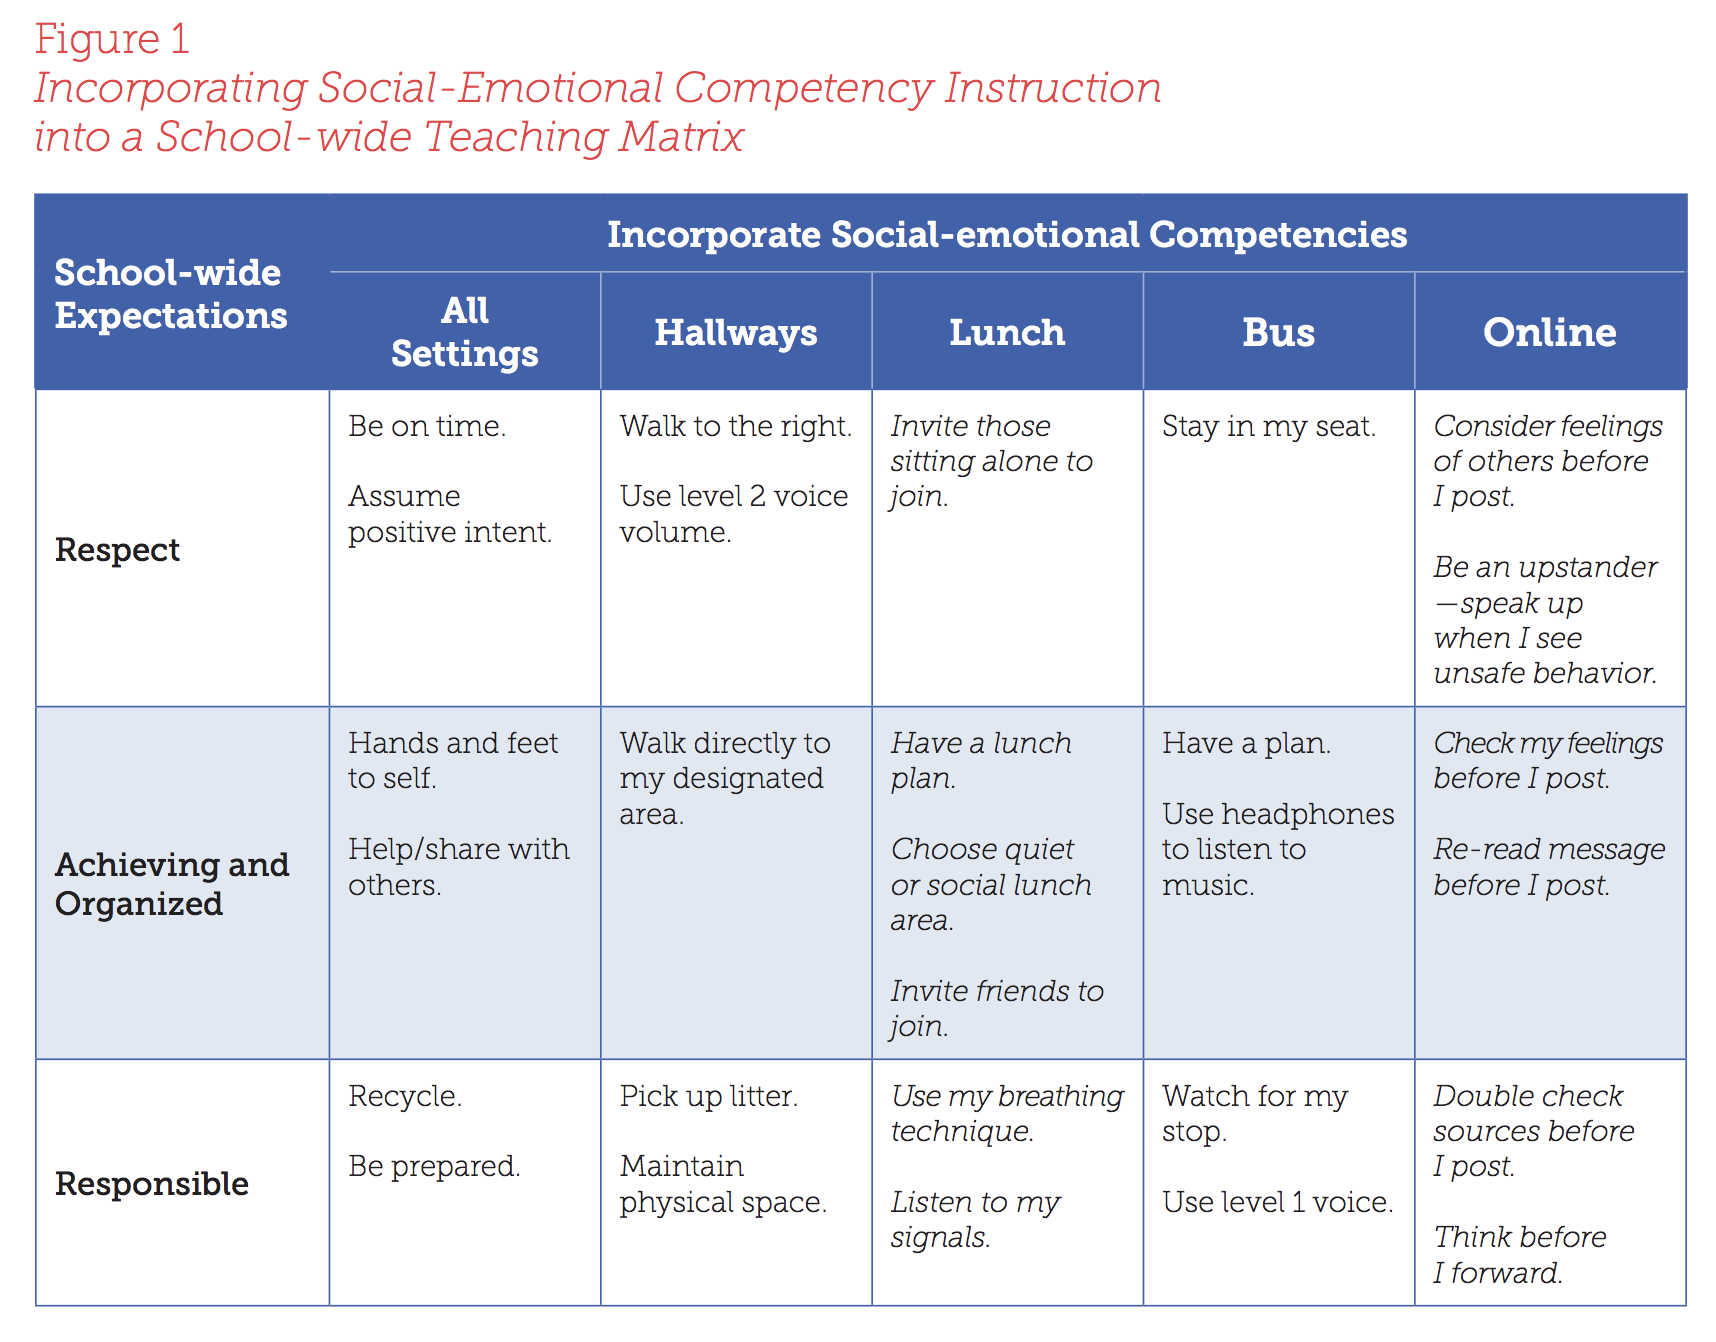 Figure 1
Incorporating Social-Emotional Competency Instruction
into a School-wide Teaching Matrix
School-wide
Expectations
Incorporate Social-emotional Competencies
All
Settings
Hallways
Lunch
Bus
Online
Respect
Be on time.
Assume
positive intent.
Walk to the right.
Use level 2 voice
volume.
Invite those
sitting alone to
join.
Stay in my seat.
Consider feelings
of others before
I post.
Be an upstander
—speak up
when I see
unsafe behavior.
Achieving and
Organized
Hands and feet
to self.
Help/share with
others.
Walk directly to
my designated
area.
Have a lunch
plan.
Choose quiet
or social lunch
area.
Invite friends to
join.
Have a plan.
Use headphones
to listen to
music.
Check my feelings
before I post.
Re-read message
before I post.
Responsible
Recycle.
Be prepared.
Pick up litter.
Maintain
physical space.
Use my breathing
technique.
Listen to my
signals.
Watch for my
stop.
Use level 1 voice.
Double check
sources before
I post.
Think before
I forward.